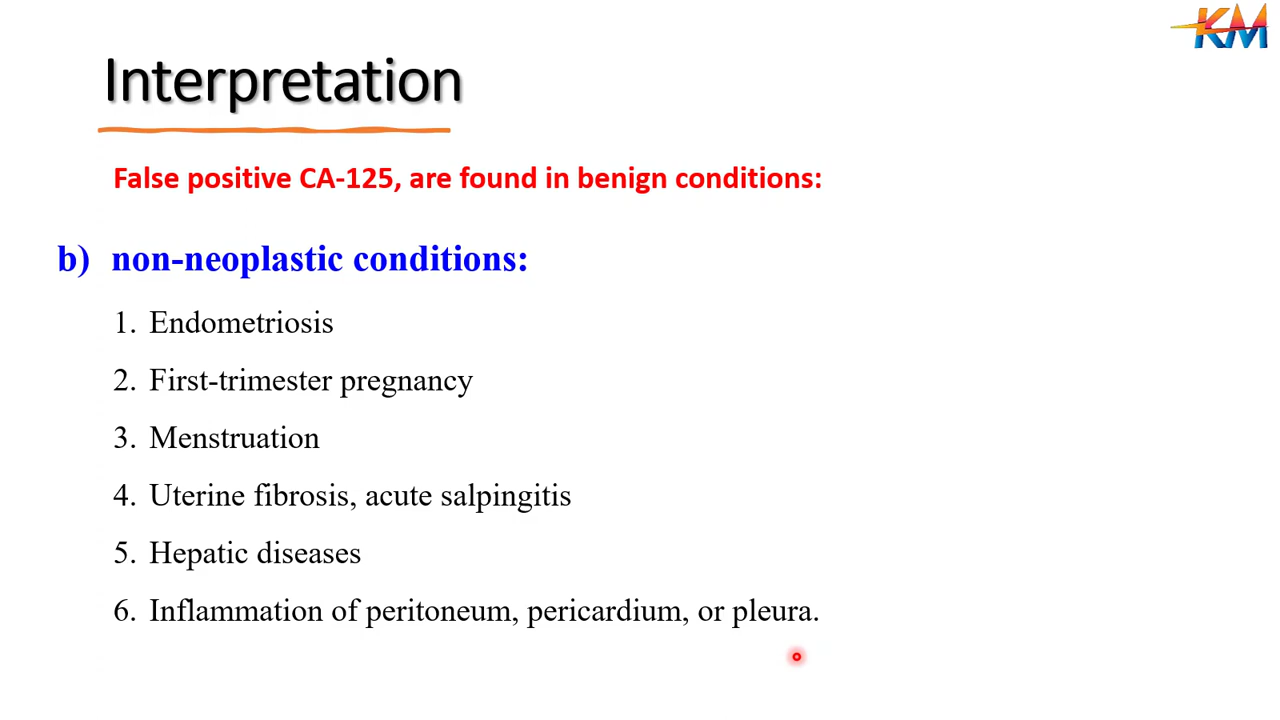 KM
Interpretation
False positive CA-125, are found in benign conditions:
b) non-neoplastic conditions:
1. Endometriosis
2. First-trimester pregnancy
3. Menstruation
4. Uterine fibrosis, acute salpingitis
5. Hepatic diseases
6. Inflammation of peritoneum, pericardium, or pleura.